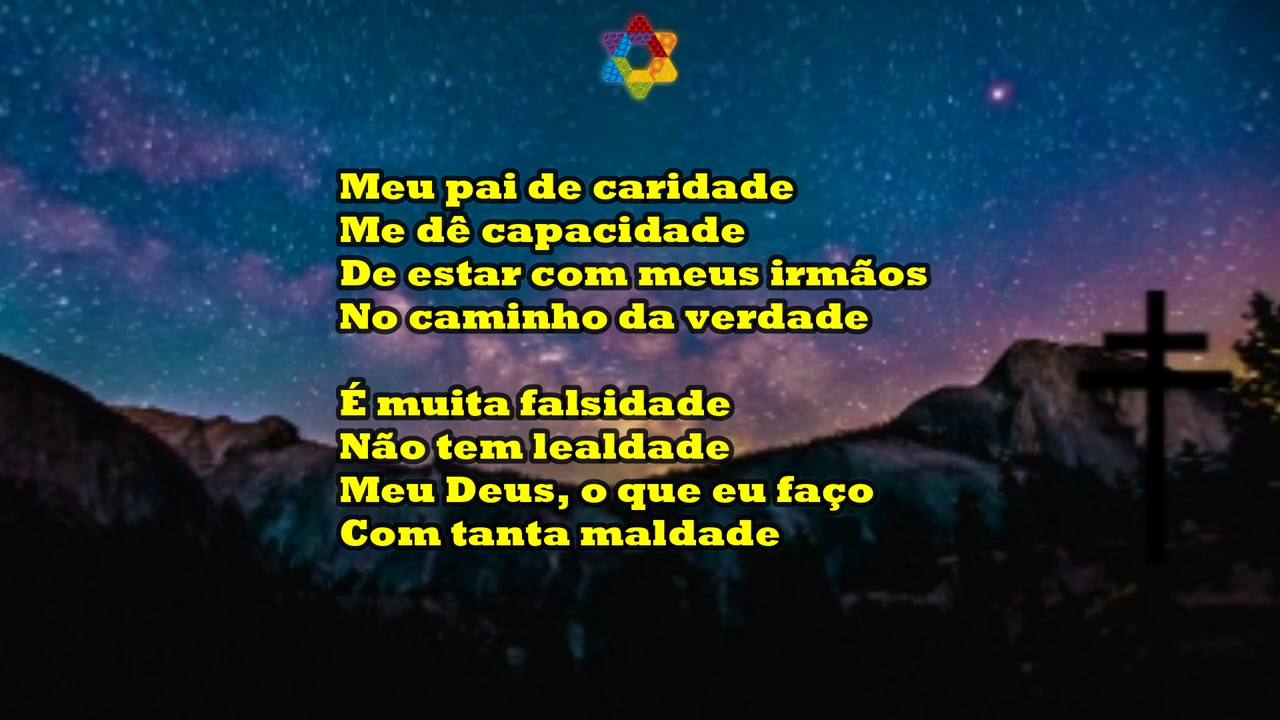 Meu pai de caridade
Me dê capacidade
De estar com meus irmãos
No caminho da verdade
É muita falsidade
Não tem lealdade
Meu Deus, o que eu faço
Com tanta maldade